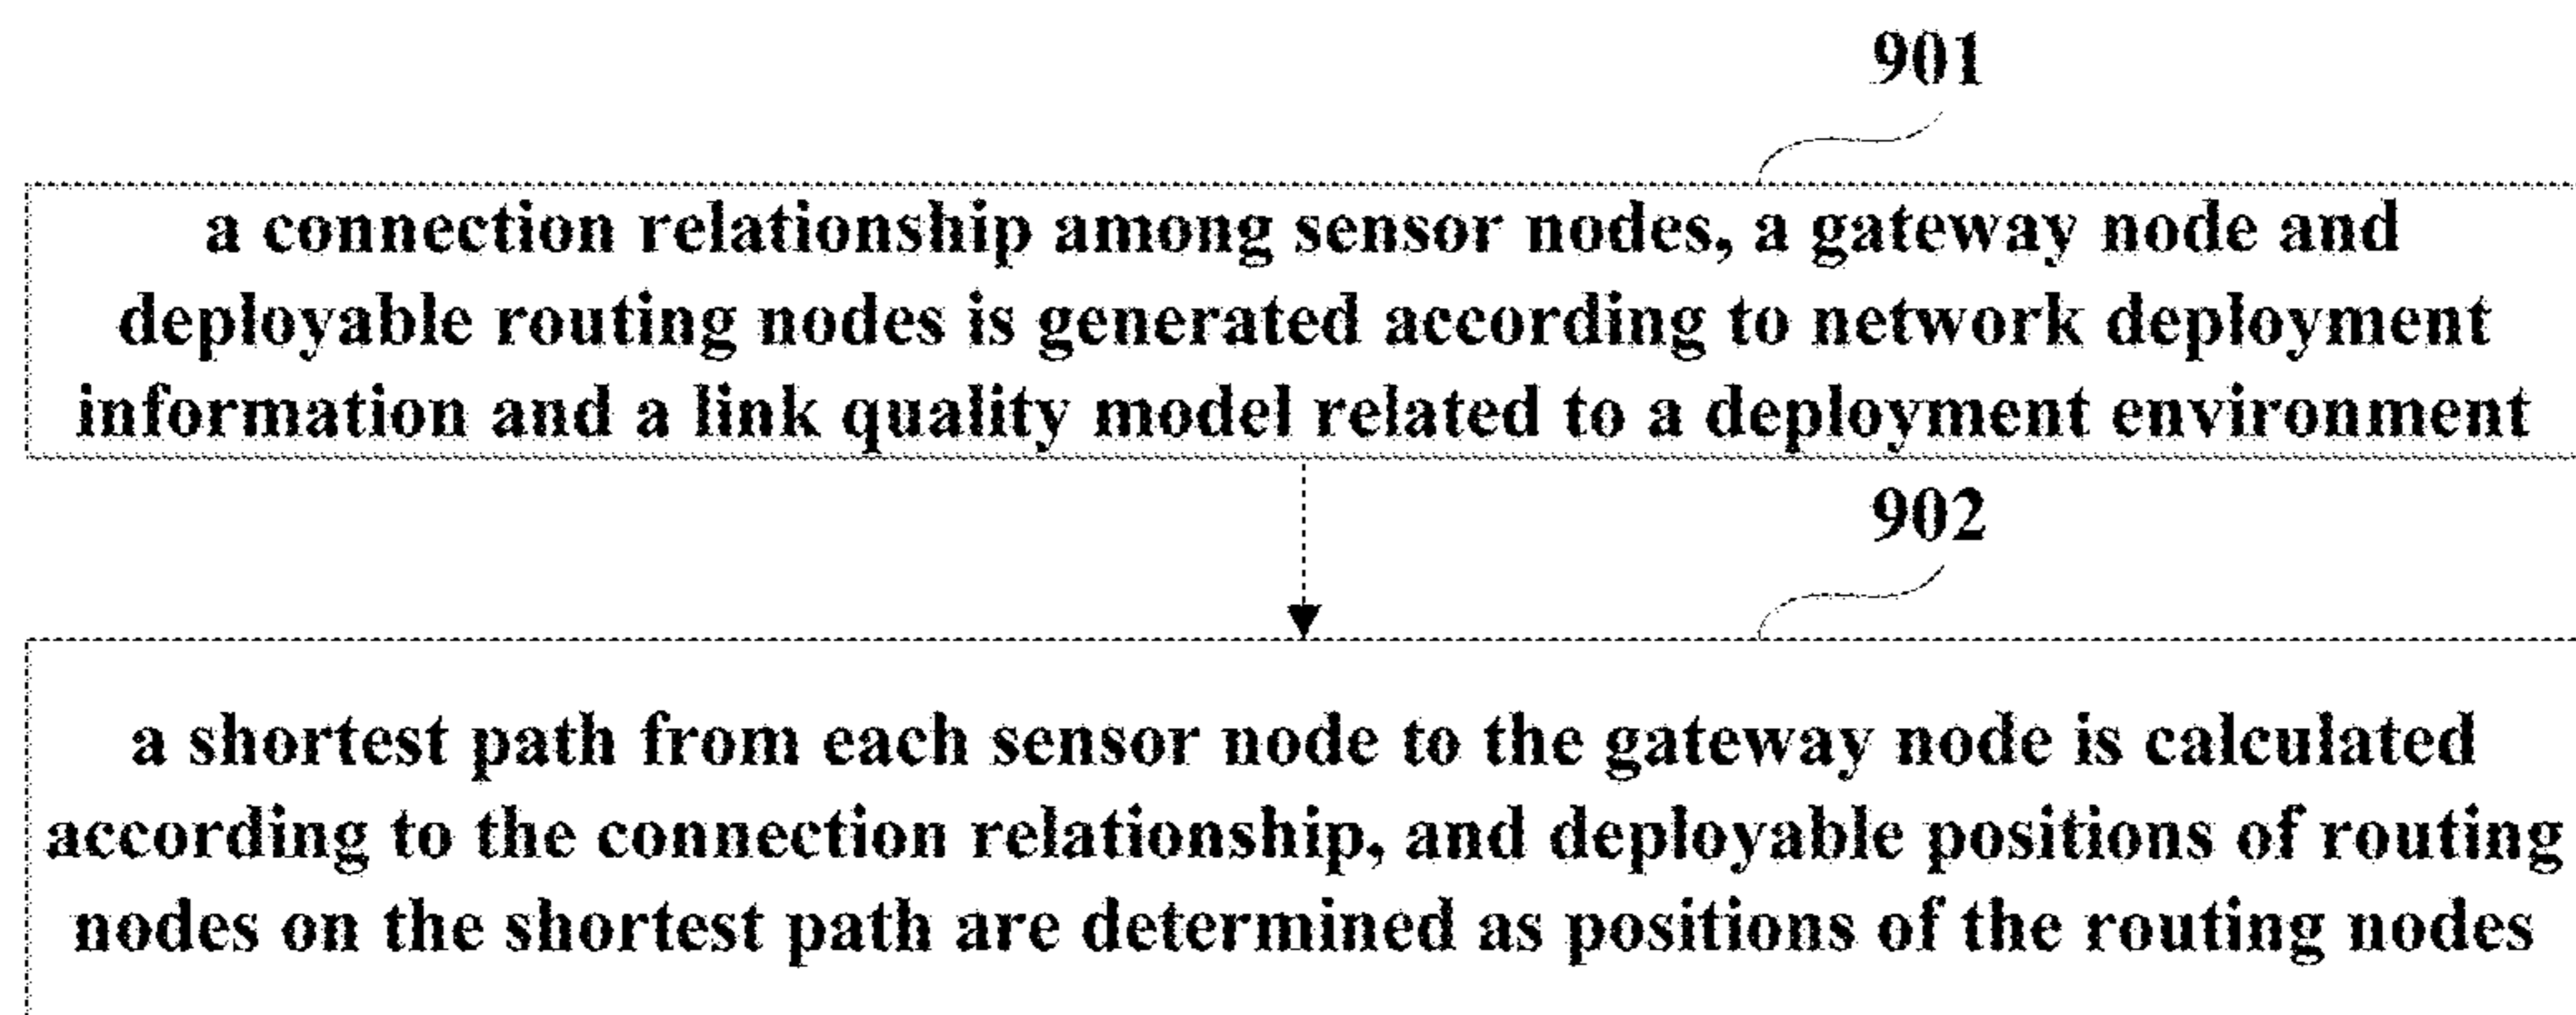 901
a connection relationship among sensor nodes, a gateway node and
deployable routing nodes is generated according to network deployment
information and a link quality model related to a deployment environment
902
a shortest path from each sensor node to the gateway node is calculated
according to the connection relationship, and deployable positions of routing
nodes on the shortest path are determined as positions of the routing nodes